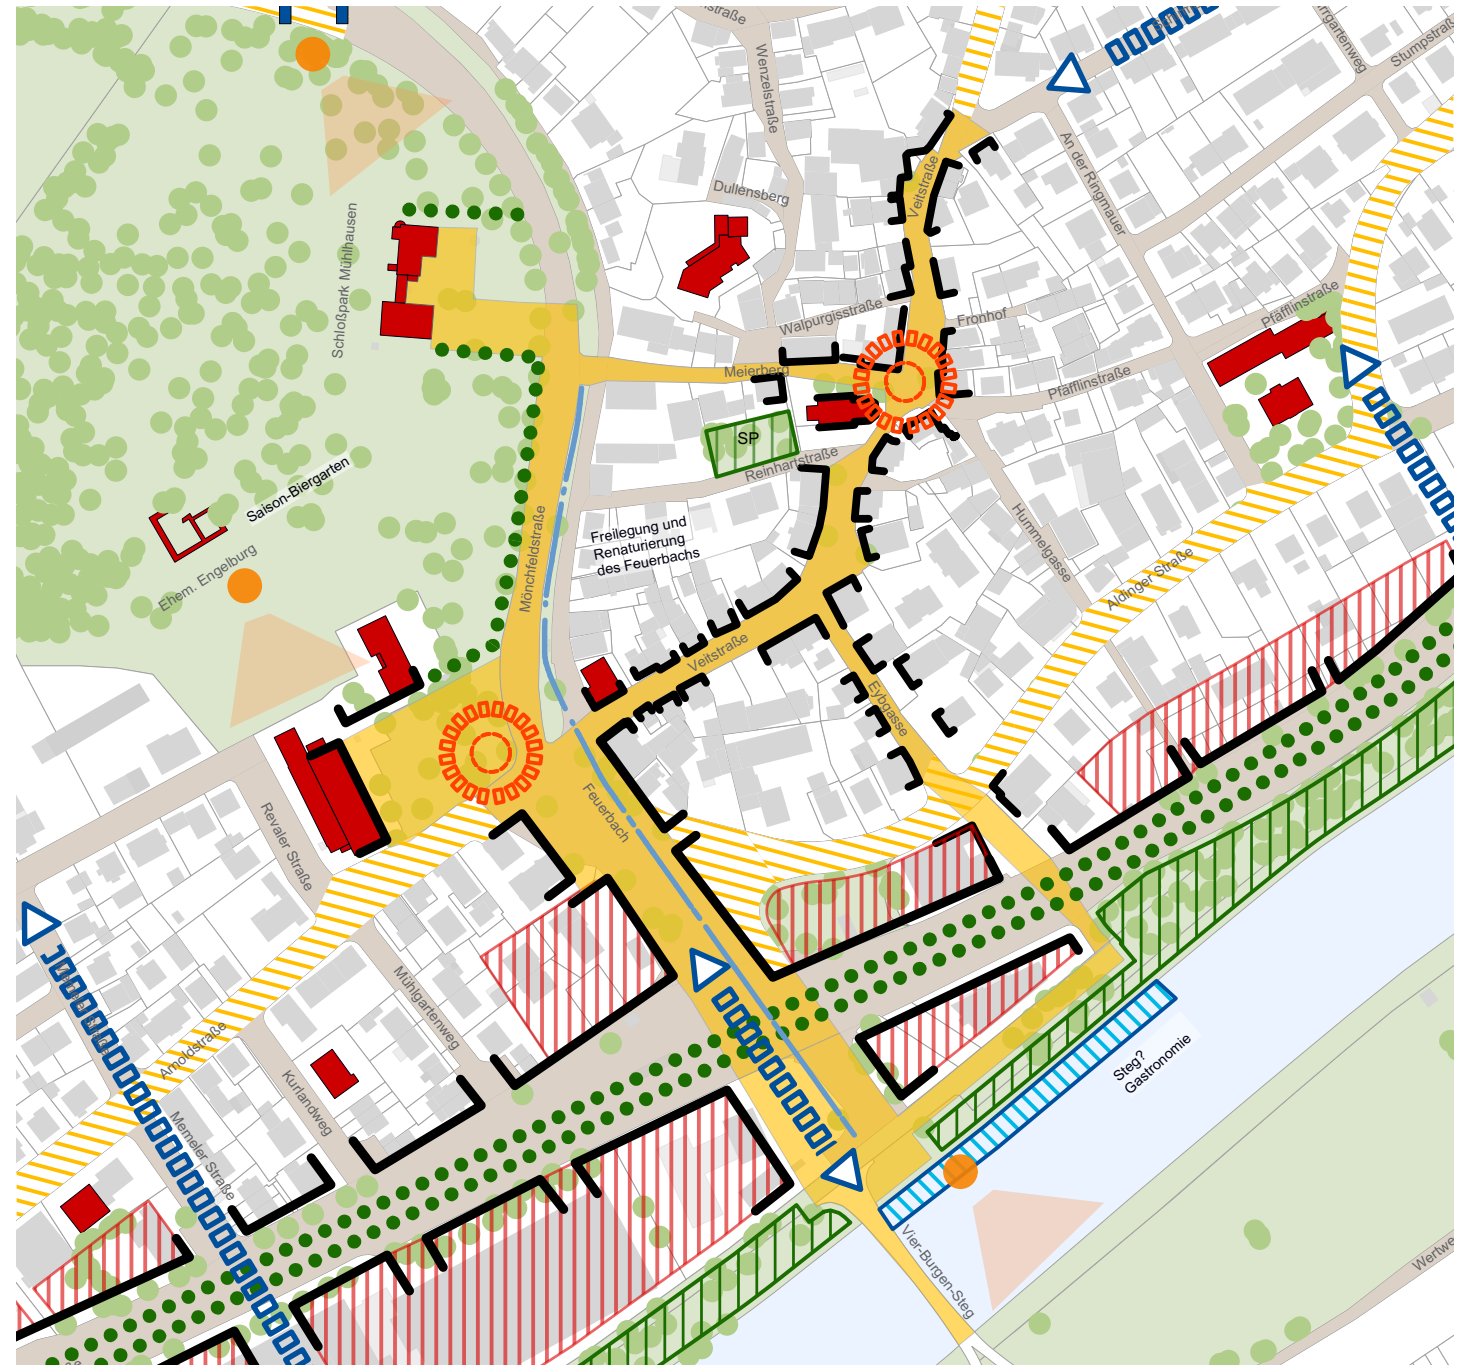 straße
Wenzelstraße
Stumpstraße
Veitstraße
An der Ringmauer
Dullensberg
Schloßpark Mühlhausen
Walpurgisstraße
Fronhof
Pfäfflinstraße
Meierberg
Pfäfflinstraße
SP
Reinhartstraße
Saison-Biergarten
Ehem. Engelburg
Mönchfeldstraße
Freilegung und
Renaturierung
des Feuerbachs
Hummelgasse
Aldinger Straße
Veitstraße
Eybgasse
Feuerbach
Revaler Straße
Mühlgartenweg
Arnoldstraße
Kurlandweg
Memeler Straße
Steg?
Gastronomie
Vier-Burgen-Steg
Wertwe